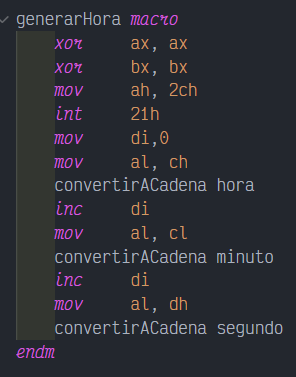 generarHora macro
xor ax, ax
xor bx, bx
mov ah, 2ch
int 21h
mov di,0
mov al, ch
convertirACadena hora
inc di
mov al, cl
convertirACadena minuto
inc di
mov al, dh
convertirACadena segundo
endm